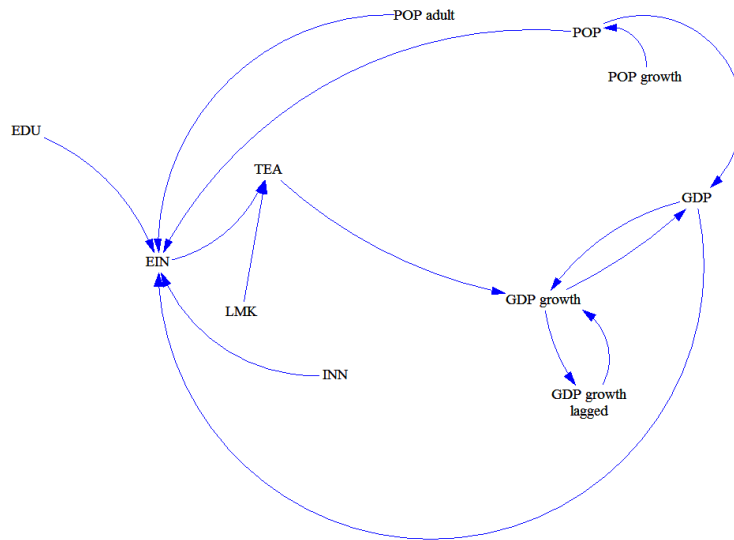 POP adult
POP
POP growth
EDU
TEA
GDP
EIN
GDP growth
LMK
INN
GDP growth
lagged